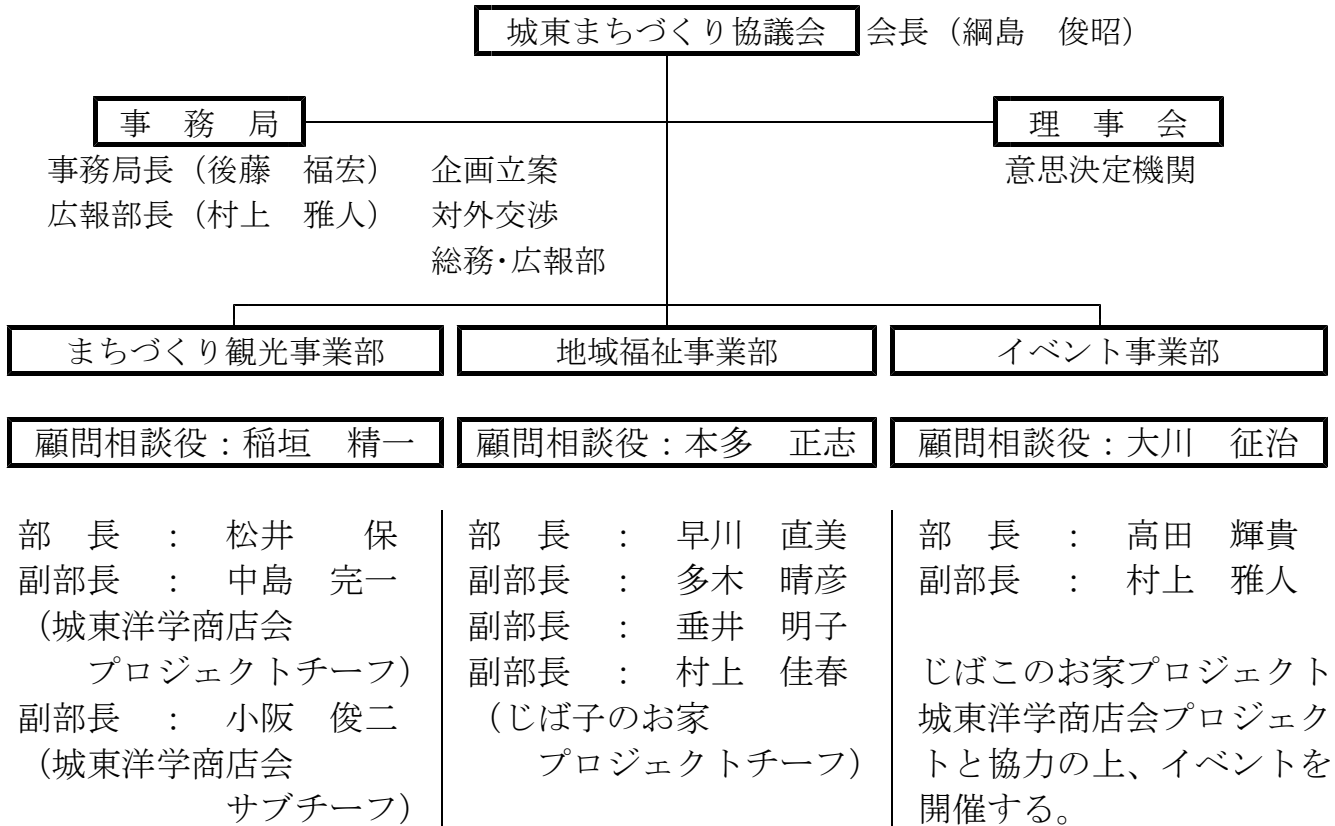 城東まちづくり協議会 会長（綱島　俊昭）
事　務　局
理　事　会
事務局長（後藤　福宏）　企画立案
意思決定機関
広報部長（村上　雅人）　対外交渉
総務･広報部
まちづくり観光事業部
地域福祉事業部
イベント事業部
顧問相談役：稲垣　精一
顧問相談役：本多　正志
顧問相談役：大川　征治
部　長　：　松井　　保
副部長　：　中島　完一
（城東洋学商店会
プロジェクトチーフ）
副部長　：　小阪　俊二
（城東洋学商店会
サブチーフ）
部　長　：　早川　直美
副部長　：　多木　晴彦
副部長　：　垂井　明子
副部長　：　村上　佳春
（じば子のお家
プロジェクトチーフ）
部　長　：　高田　輝貴
副部長　：　村上　雅人
じばこのお家プロジェクト
城東洋学商店会プロジェク
トと協力の上、イベントを
開催する。